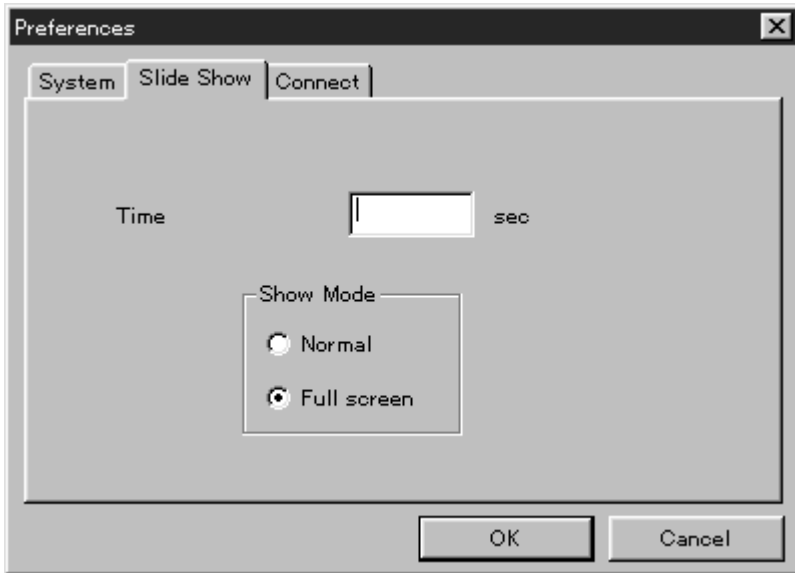 Preferences
System Slide Show Connect
Time sec
Show Mode
Normal
Full screen
OK Cancel